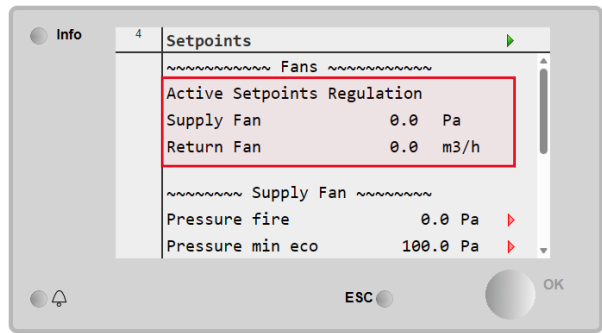 Info
4 Setpoints
~~~~~~~~~~~ Fans ~~~~~~~~~~~
Active Setpoints Regulation
Supply Fan 0.0 Pa
Return Fan 0.0 m3/h
~~~~~~~~ Supply Fan ~~~~~~~~
Pressure fire 0.0 Pa
Pressure min eco 100.0 Pa
ESC
OK